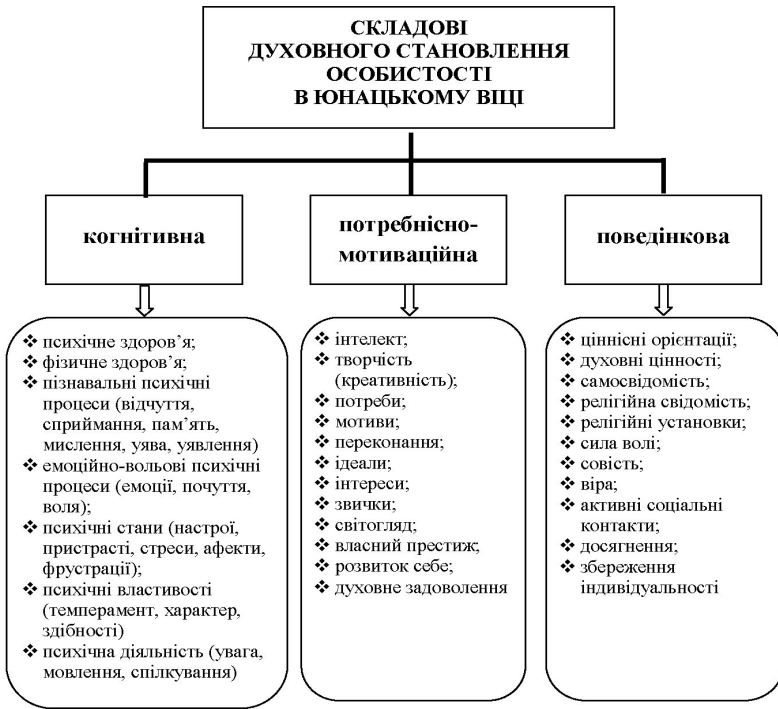 СКЛАДОВІ
ДУХОВНОГО СТАНОВЛЕННЯ
ОСОБИСТОСТІ
В ЮНАЦЬКОМУ ВІЦІ
когнітивна
потребнісно-
мотиваційна
поведінкова
❖ психічне здоров’я;
❖ фізичне здоров’я;
❖ пізнавальні психічні
процеси (відчуття,
сприймання, пам’ять,
мислення, уява, уявлення)
❖ емоційно-вольові психічні
процеси (емоції, почуття,
воля);
❖ психічні стани (настрої,
пристрасті, стреси, афекти,
фрустрації);
❖ психічні властивості
(темперамент, характер,
здібності)
❖ психічна діяльність (увага,
мовлення, спілкування)
❖ інтелект;
❖ творчість
(креативність);
❖ потреби;
❖ мотиви;
❖ переконання;
❖ ідеали;
❖ інтереси;
❖ звички;
❖ світогляд;
❖ власний престиж;
❖ розвиток себе;
❖ духовне задоволення
❖ ціннісні орієнтації;
❖ духовні цінності;
❖ самосвідомість;
❖ релігійна свідомість;
❖ релігійні установки;
❖ сила волі;
❖ совість;
❖ віра;
❖ активні соціальні
контакти;
❖ досягнення;
❖ збереження
індивідуальності